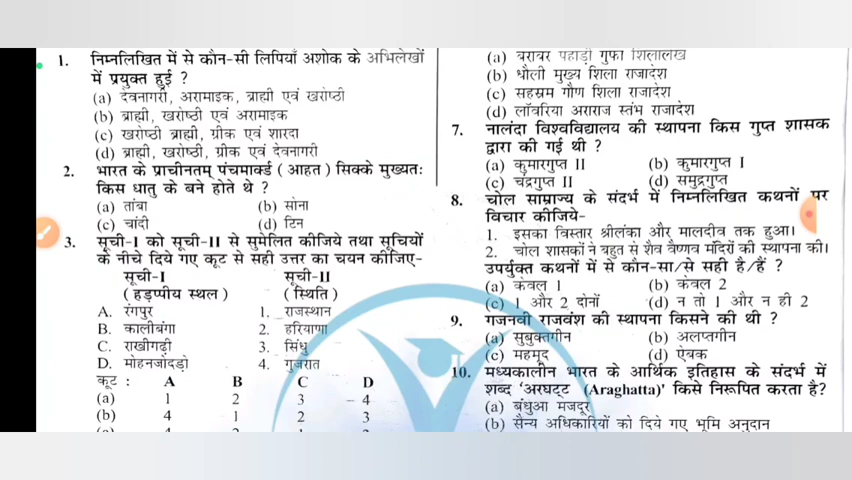 1. निम्नलिखित में से कौन-सी लिपियाँ अशोक के अभिलेखों
में प्रयुक्त हुई ?
(a) देवनागरी, अरामाइक, ब्राह्मी एवं खरोष्ठी
(b) ब्राह्मी, खरोष्ठी एवं अरामाइक
(c) खरोष्ठी ब्राह्मी, ग्रीक एवं शारदा
(d) ब्राह्मी, खरोष्ठी, ग्रीक एवं देवनागरी
2. भारत के प्राचीनतम् पंचमार्क्ड ( आहत ) सिक्के मुख्यतः
किस धातु के बने होते थे ?
(a) तांबा (b) सोना
(c) चांदी (d) टिन
3. सूची-I को सूची-II से सुमेलित कीजिये तथा सूचियों
के नीचे दिये गए कूट से सही उत्तर का चयन कीजिए-
सूची-I सूची-II
( हड़प्पीय स्थल ) ( स्थिति )
A. रंगपुर 1. राजस्थान
B. कालीबंगा 2. हरियाणा
C. राखीगढ़ी 3. सिंधु
D. मोहनजोंदड़ो 4. गुजरात
कूट : A B C D
(a) 1 2 3 4
(b) 4 1 2 3
(a) बराबर पहाड़ी गुफा शिलालेख
(b) धौली मुख्य शिला राजादेश
(c) सहस्रम गौण शिला राजादेश
(d) लॉवरिया अराराज स्तंभ राजादेश
7. नालंदा विश्वविद्यालय की स्थापना किस गुप्त शासक
द्वारा की गई थी ?
(a) कुमारगुप्त II (b) कुमारगुप्त I
(c) चंद्रगुप्त II (d) समुद्रगुप्त
8. चोल साम्राज्य के संदर्भ में निम्नलिखित कथनों पर
विचार कीजिये-
1. इसका विस्तार श्रीलंका और मालदीव तक हुआ।
2. चोल शासकों ने बहुत से शैव वैष्णव मंदिरों की स्थापना की।
उपर्युक्त कथनों में से कौन-सा/से सही है/हैं ?
(a) केवल 1 (b) केवल 2
(c) 1 और 2 दोनों (d) न तो 1 और न ही 2
9. गजनवी राजवंश की स्थापना किसने की थी ?
(a) सुबुक्तगीन (b) अलप्तगीन
(c) महमूद (d) ऐबक
10. मध्यकालीन भारत के आर्थिक इतिहास के संदर्भ में
शब्द 'अरघट्ट (Araghatta)' किसे निरूपित करता है?
(a) बंधुआ मजदूर
(b) सैन्य अधिकारियों को दिये गए भूमि अनुदान